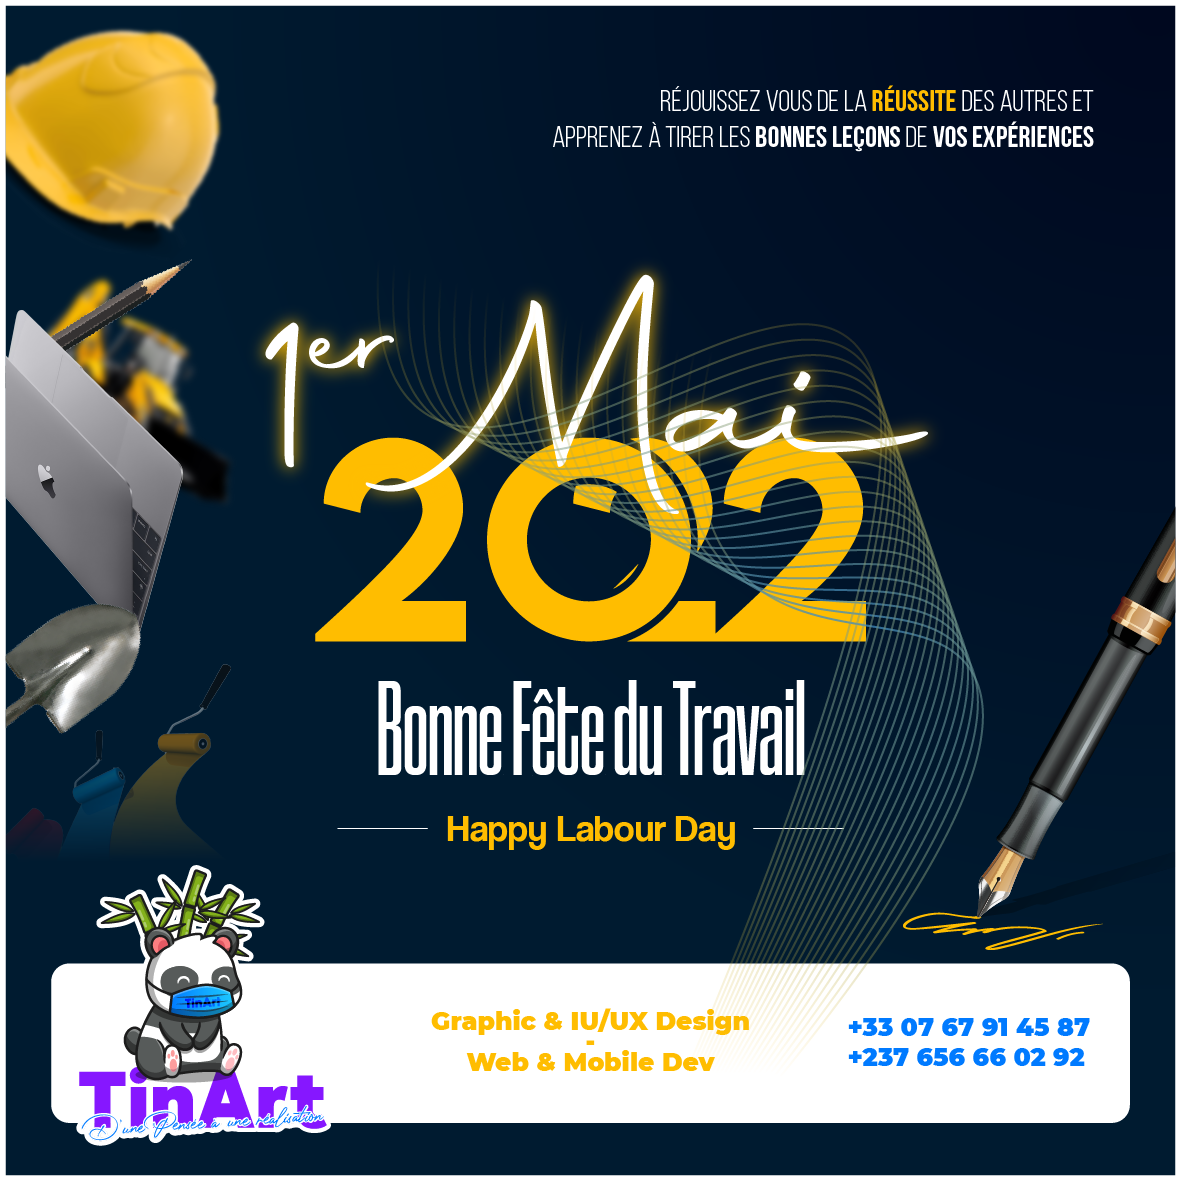 RÉJOUISSEZ VOUS DE LA RÉUSSITE DES AUTRES ET
APPRENEZ À TIRER LES BONNES LEÇONS DE VOS EXPÉRIENCES
1er Mai
2022
Bonne Fête du Travail
Happy Labour Day
TinArt
Graphic & IU/UX Design
-
Web & Mobile Dev
+33 07 67 91 45 87
+237 656 66 02 92
TinArt
D'une Pensée a une réalisation